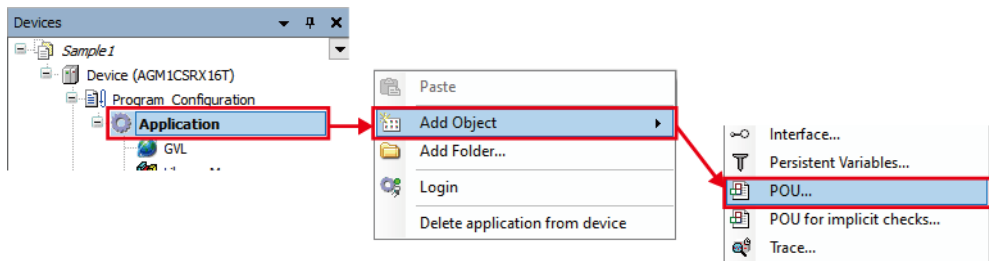 Devices
Sample1
Device (AGM1CSRX16T)
Program_Configuration
Application
GVL
Paste
Add Object
Add Folder...
Login
Delete application from device
Interface...
Persistent Variables...
POU...
POU for implicit checks...
Trace...